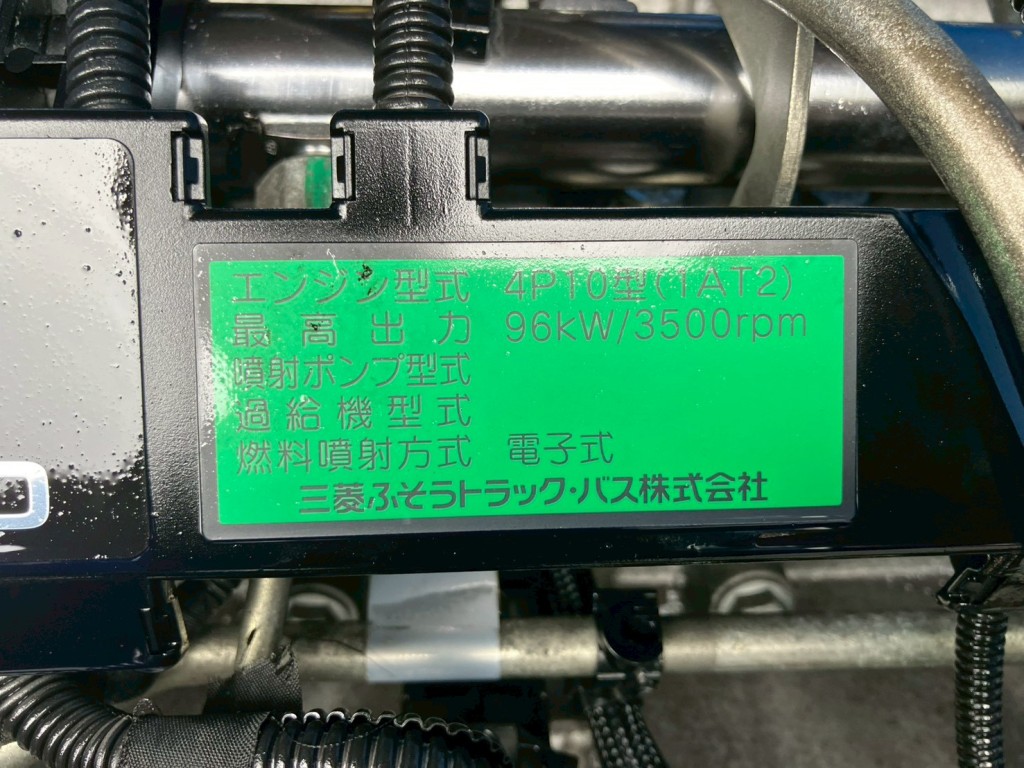 エンジン型式 4P10型(1AT2)
最高出力 96kW/3500rpm
噴射ポンプ型式
過給機型式
燃料噴射方式 電子式
三菱ふそうトラック・バス株式会社